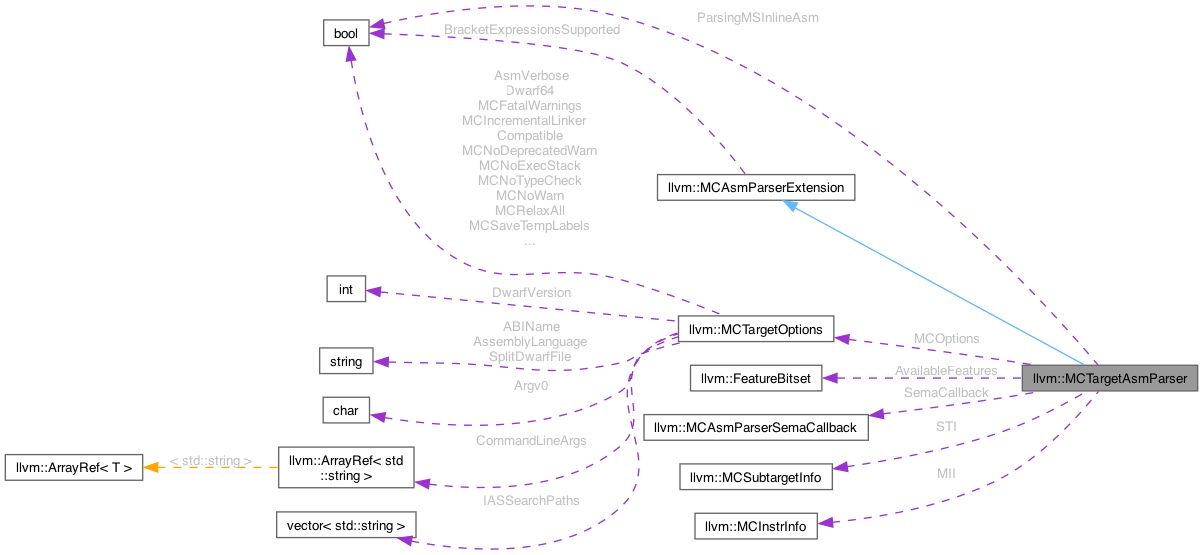 ParsingMSInlineAsm
bool
BracketExpressionsSupported
AsmVerbose
Dwarf64
MCFatalWarnings
MCIncrementalLinker
Compatible
MCNoDeprecatedWarn
MCNoExecStack
MCNoTypeCheck
MCNoWarn
MCRelaxAll
MCSaveTempLabels
...
llvm::MCAsmParserExtension
int
DwarfVersion
llvm::MCTargetOptions
ABIName
AssemblyLanguage
SplitDwarfFile
string
MCOptions
llvm::FeatureBitset
AvailableFeatures
llvm::MCTargetAsmParser
Argv0
SemaCallback
char
llvm::MCAsmParserSemaCallback
STI
CommandLineArgs
llvm::ArrayRef< T >
< std::string >
llvm::ArrayRef< std
::string >
llvm::MCSubtargetInfo
MII
IASSearchPaths
vector< std::string >
llvm::MCInstrInfo